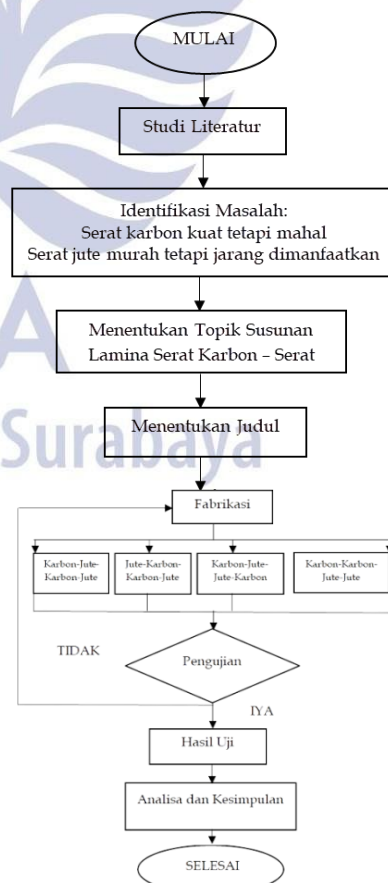 MULAI
Studi Literatur
Identifikasi Masalah:
Serat karbon kuat tetapi mahal
Serat jute murah tetapi jarang dimanfaatkan
Menentukan Topik Susunan
Lamina Serat Karbon – Serat
A
Menentukan Judul
Surabaya
Fabrikasi
Karbon-Jute-
Karbon-Jute
Jute-Karbon-
Karbon-Jute
Karbon-Jute-
Jute-Karbon
Karbon-Karbon-
Jute-Jute
TIDAK
Pengujian
IYA
Hasil Uji
Analisa dan Kesimpulan
SELESAI